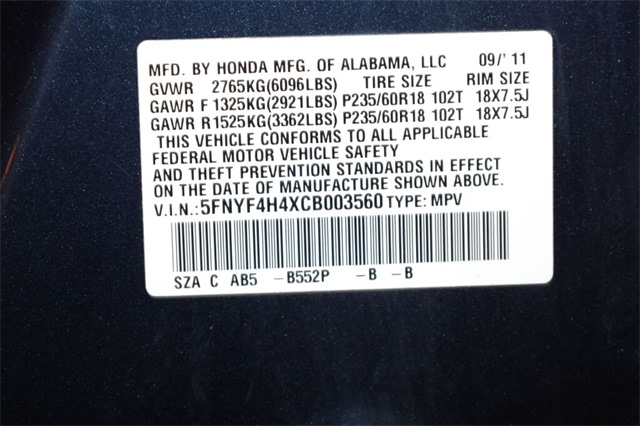 MFD. BY HONDA MFG. OF ALABAMA, LLC 09/'11
GVWR 2765KG(6096LBS) TIRE SIZE RIM SIZE
GAWR F 1325KG(2921LBS) P235/60R18 102T 18X7.5J
GAWR R 1525KG(3362LBS) P235/60R18 102T 18X7.5J
THIS VEHICLE CONFORMS TO ALL APPLICABLE
FEDERAL MOTOR VEHICLE SAFETY
AND THEFT PREVENTION STANDARDS IN EFFECT
ON THE DATE OF MANUFACTURE SHOWN ABOVE.
V.I.N.:5FNYF4H4XCB003560 TYPE: MPV
SZA C AB5 -B552P -B -B